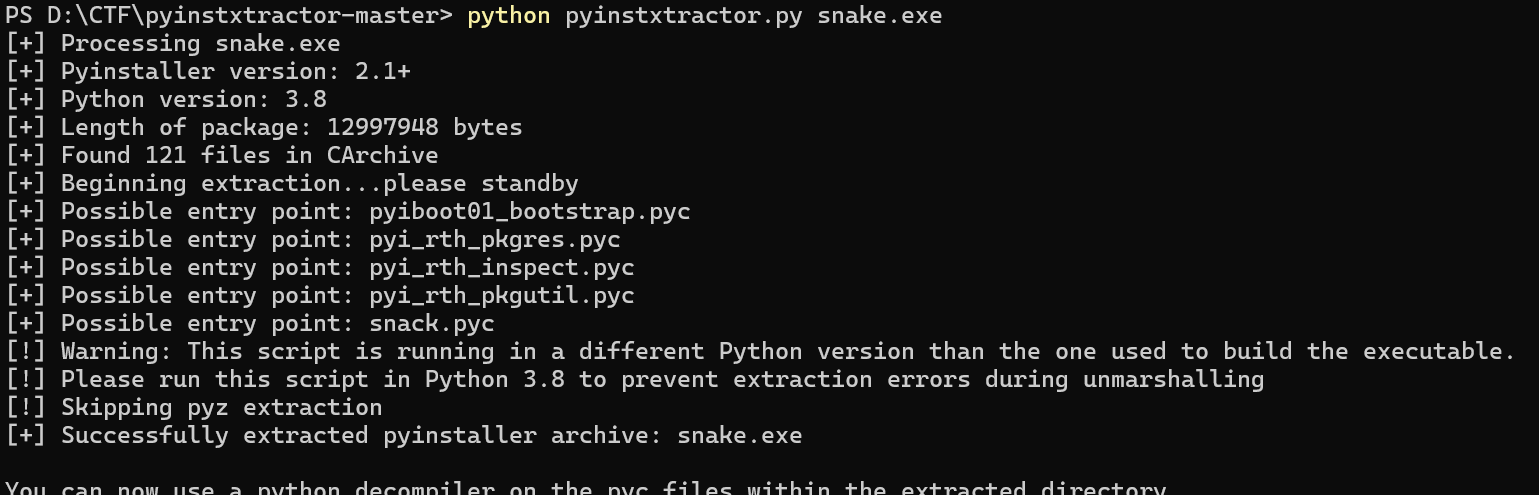 PS D:\CTF\pyinstxtractor-master> python pyinstxtractor.py snake.exe
[+] Processing snake.exe
[+] Pyinstaller version: 2.1+
[+] Python version: 3.8
[+] Length of package: 12997948 bytes
[+] Found 121 files in CArchive
[+] Beginning extraction...please standby
[+] Possible entry point: pyiboot01_bootstrap.pyc
[+] Possible entry point: pyi_rth_pkgres.pyc
[+] Possible entry point: pyi_rth_inspect.pyc
[+] Possible entry point: pyi_rth_pkgutil.pyc
[+] Possible entry point: snack.pyc
[!] Warning: This script is running in a different Python version than the one used to build the executable.
[!] Please run this script in Python 3.8 to prevent extraction errors during unmarshalling
[!] Skipping pyz extraction
[+] Successfully extracted pyinstaller archive: snake.exe
You can now use a python decompiler on the pyc files within the extracted directory